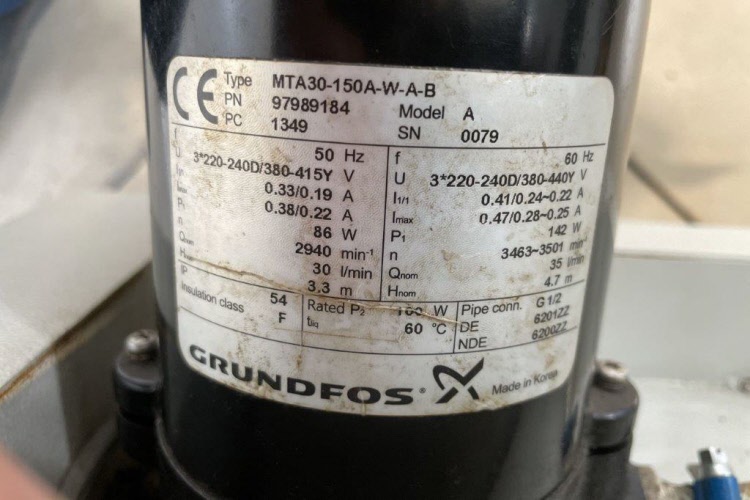 CE Type MTA30-150A-W-A-B
PN 97989184 Model A
PC 1349 SN 0079
f 50 Hz f 60 Hz
U 3*220-240D/380-415Y V U 3*220-240D/380-440Y V
0.33/0.19 A I1/1 0.41/0.24~0.22 A
0.38/0.22 A Imax 0.47/0.28~0.25 A
P1 86 W P1 142 W
n 2940 min-1 n 3463~3501 min-1
Qnom 30 l/min Qnom 35 l/min
Hnom 3.3 m Hnom 4.7 m
IP 54 Rated P2 W Pipe conn. G 1/2
Insulation class F tliq 60 °C DE 6201ZZ
NDE 6200ZZ
GRUNDFOS Made in Korea